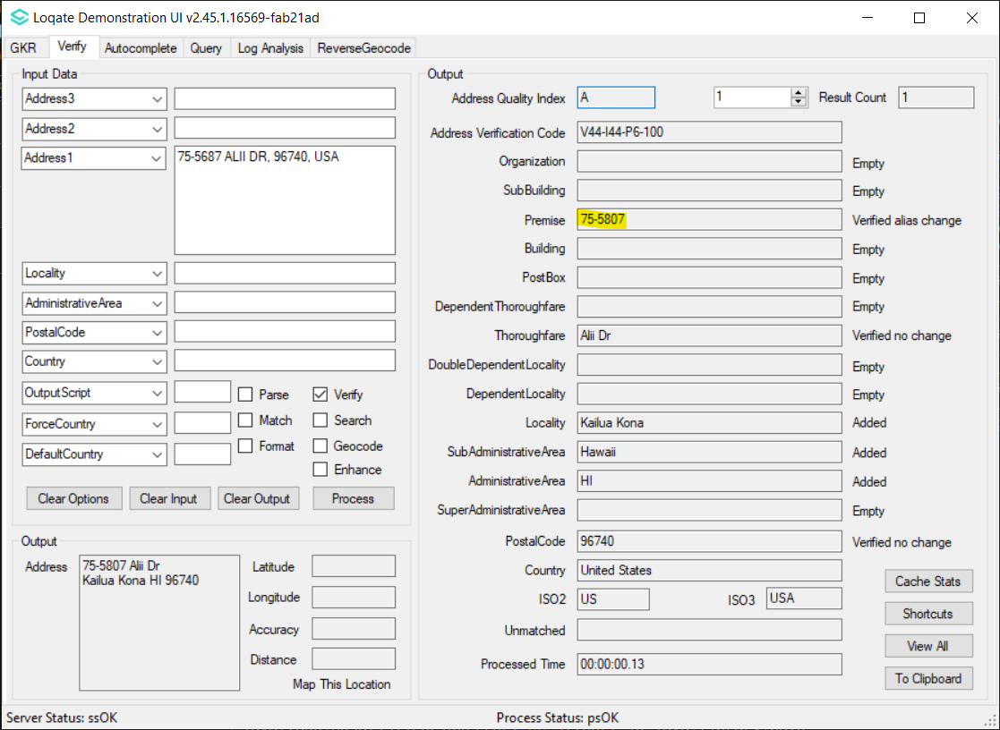 Loqate Demonstration UI v2.45.1.16569-fab21ad
GKR Verify Autocomplete Query Log Analysis ReverseGeocode
Input Data
Address3
Address2
Address1 75-5687 ALII DR, 96740, USA
Locality
AdministrativeArea
PostalCode
Country
OutputScript Parse Verify
ForceCountry Match Search
DefaultCountry Format Geocode
Enhance
Clear Options Clear Input Clear Output Process
Output
Address 75-5807 Alii Dr
Kailua Kona HI 96740
Latitude
Longitude
Accuracy
Distance
Map This Location
Output
Address Quality Index A 1 Result Count 1
Address Verification Code V44-I44-P6-100
Organization Empty
SubBuilding Empty
Premise 75-5807 Verified alias change
Building Empty
PostBox Empty
DependentThoroughfare Empty
Thoroughfare Alii Dr Verified no change
DoubleDependentLocality Empty
DependentLocality Empty
Locality Kailua Kona Added
SubAdministrativeArea Hawaii Added
AdministrativeArea HI Added
SuperAdministrativeArea Empty
PostalCode 96740 Verified no change
Country United States
ISO2 US ISO3 USA
Unmatched
Processed Time 00:00:00.13
Cache Stats
Shortcuts
View All
To Clipboard
Server Status: ssOK Process Status: psOK